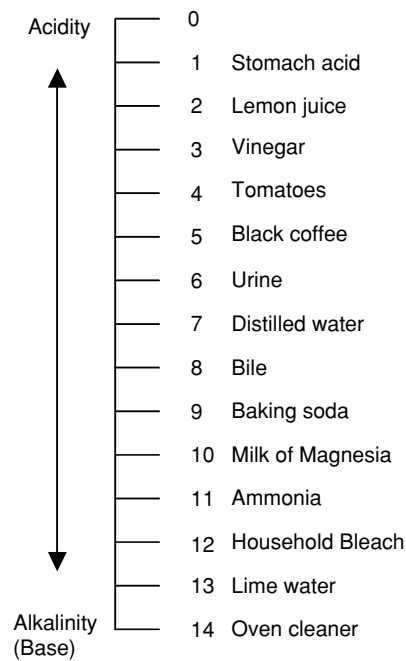 Acidity
0
1 Stomach acid
2 Lemon juice
3 Vinegar
4 Tomatoes
5 Black coffee
6 Urine
7 Distilled water
8 Bile
9 Baking soda
10 Milk of Magnesia
11 Ammonia
12 Household Bleach
13 Lime water
14 Oven cleaner
Alkalinity
(Base)